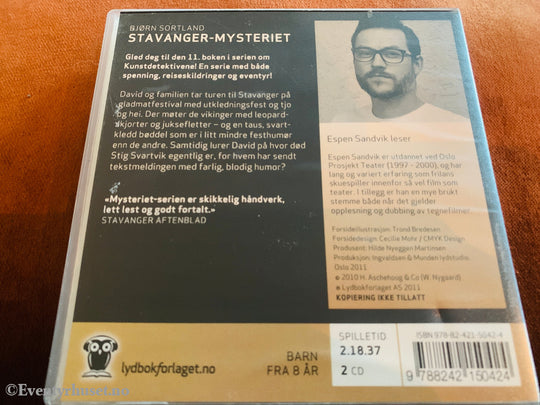 BJØRN SORTLAND
STAVANGER-MYSTERIET
Gled deg til den 11. boken i serien om
Kunstdetektivene! En serie med både
spenning, reiseskildringer og eventyr!
David og familien tar turen til Stavanger på
gladmatfestival med utkledningsfest og tjo
og hei. Der møter de vikinger med leopard-
skjorter og juksefletter – og en taus, svart-
kledd bøddel som er i litt mindre festhumør
enn de andre. Samtidig lurer David på hvor død
Stig Svartvik egentlig er, for hvem har sendt
tekstmeldingen med farlig, blodig humor?
«Mysteriet-serien er skikkelig håndverk,
lett lest og godt fortalt.»
STAVANGER AFTENBLAD
Espen Sandvik leser
Espen Sandvik er utdannet ved Oslo
Prosjekt Teater (1997 - 2000), og har
lang og variert erfaring som frilans
skuespiller innenfor så vel film som
teater. I tillegg er han en mye brukt
stemme både når det gjelder
opplesning og dubbing av tegnefilmer.
Forsideillustrasjon: Trond Bredesen
Forsidedesign: Cecilie Mohr / CMYK Design
Produsent: Hilde Nyeggen Martinsen
Produksjon: Ingvaldsen & Munden lydstudio,
Oslo 2011
© 2010 H. Aschehoug & Co (W. Nygaard)
℗ Lydbokforlaget AS 2011
KOPIERING IKKE TILLATT
lydbokforlaget.no
BARN
FRA 8 ÅR
SPILLETID
2.18.37
2 CD
ISBN 978-82-421-5042-4
9 788242 150424
© Eventyrhuset.no